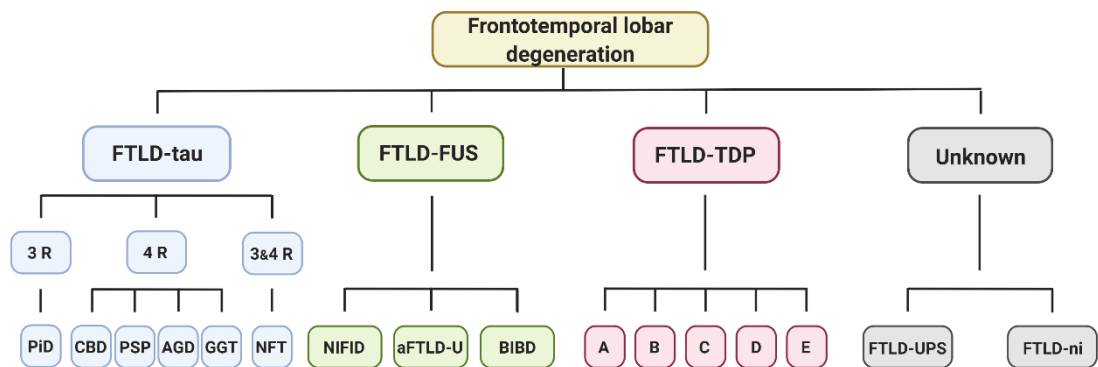 Frontotemporal lobar
degeneration
FTLD-tau
FTLD-FUS
FTLD-TDP
Unknown
3 R
4 R
3&4 R
PiD
CBD
PSP
AGD
GGT
NFT
NIFID
aFTLD-U
BIBD
A
B
C
D
E
FTLD-UPS
FTLD-ni